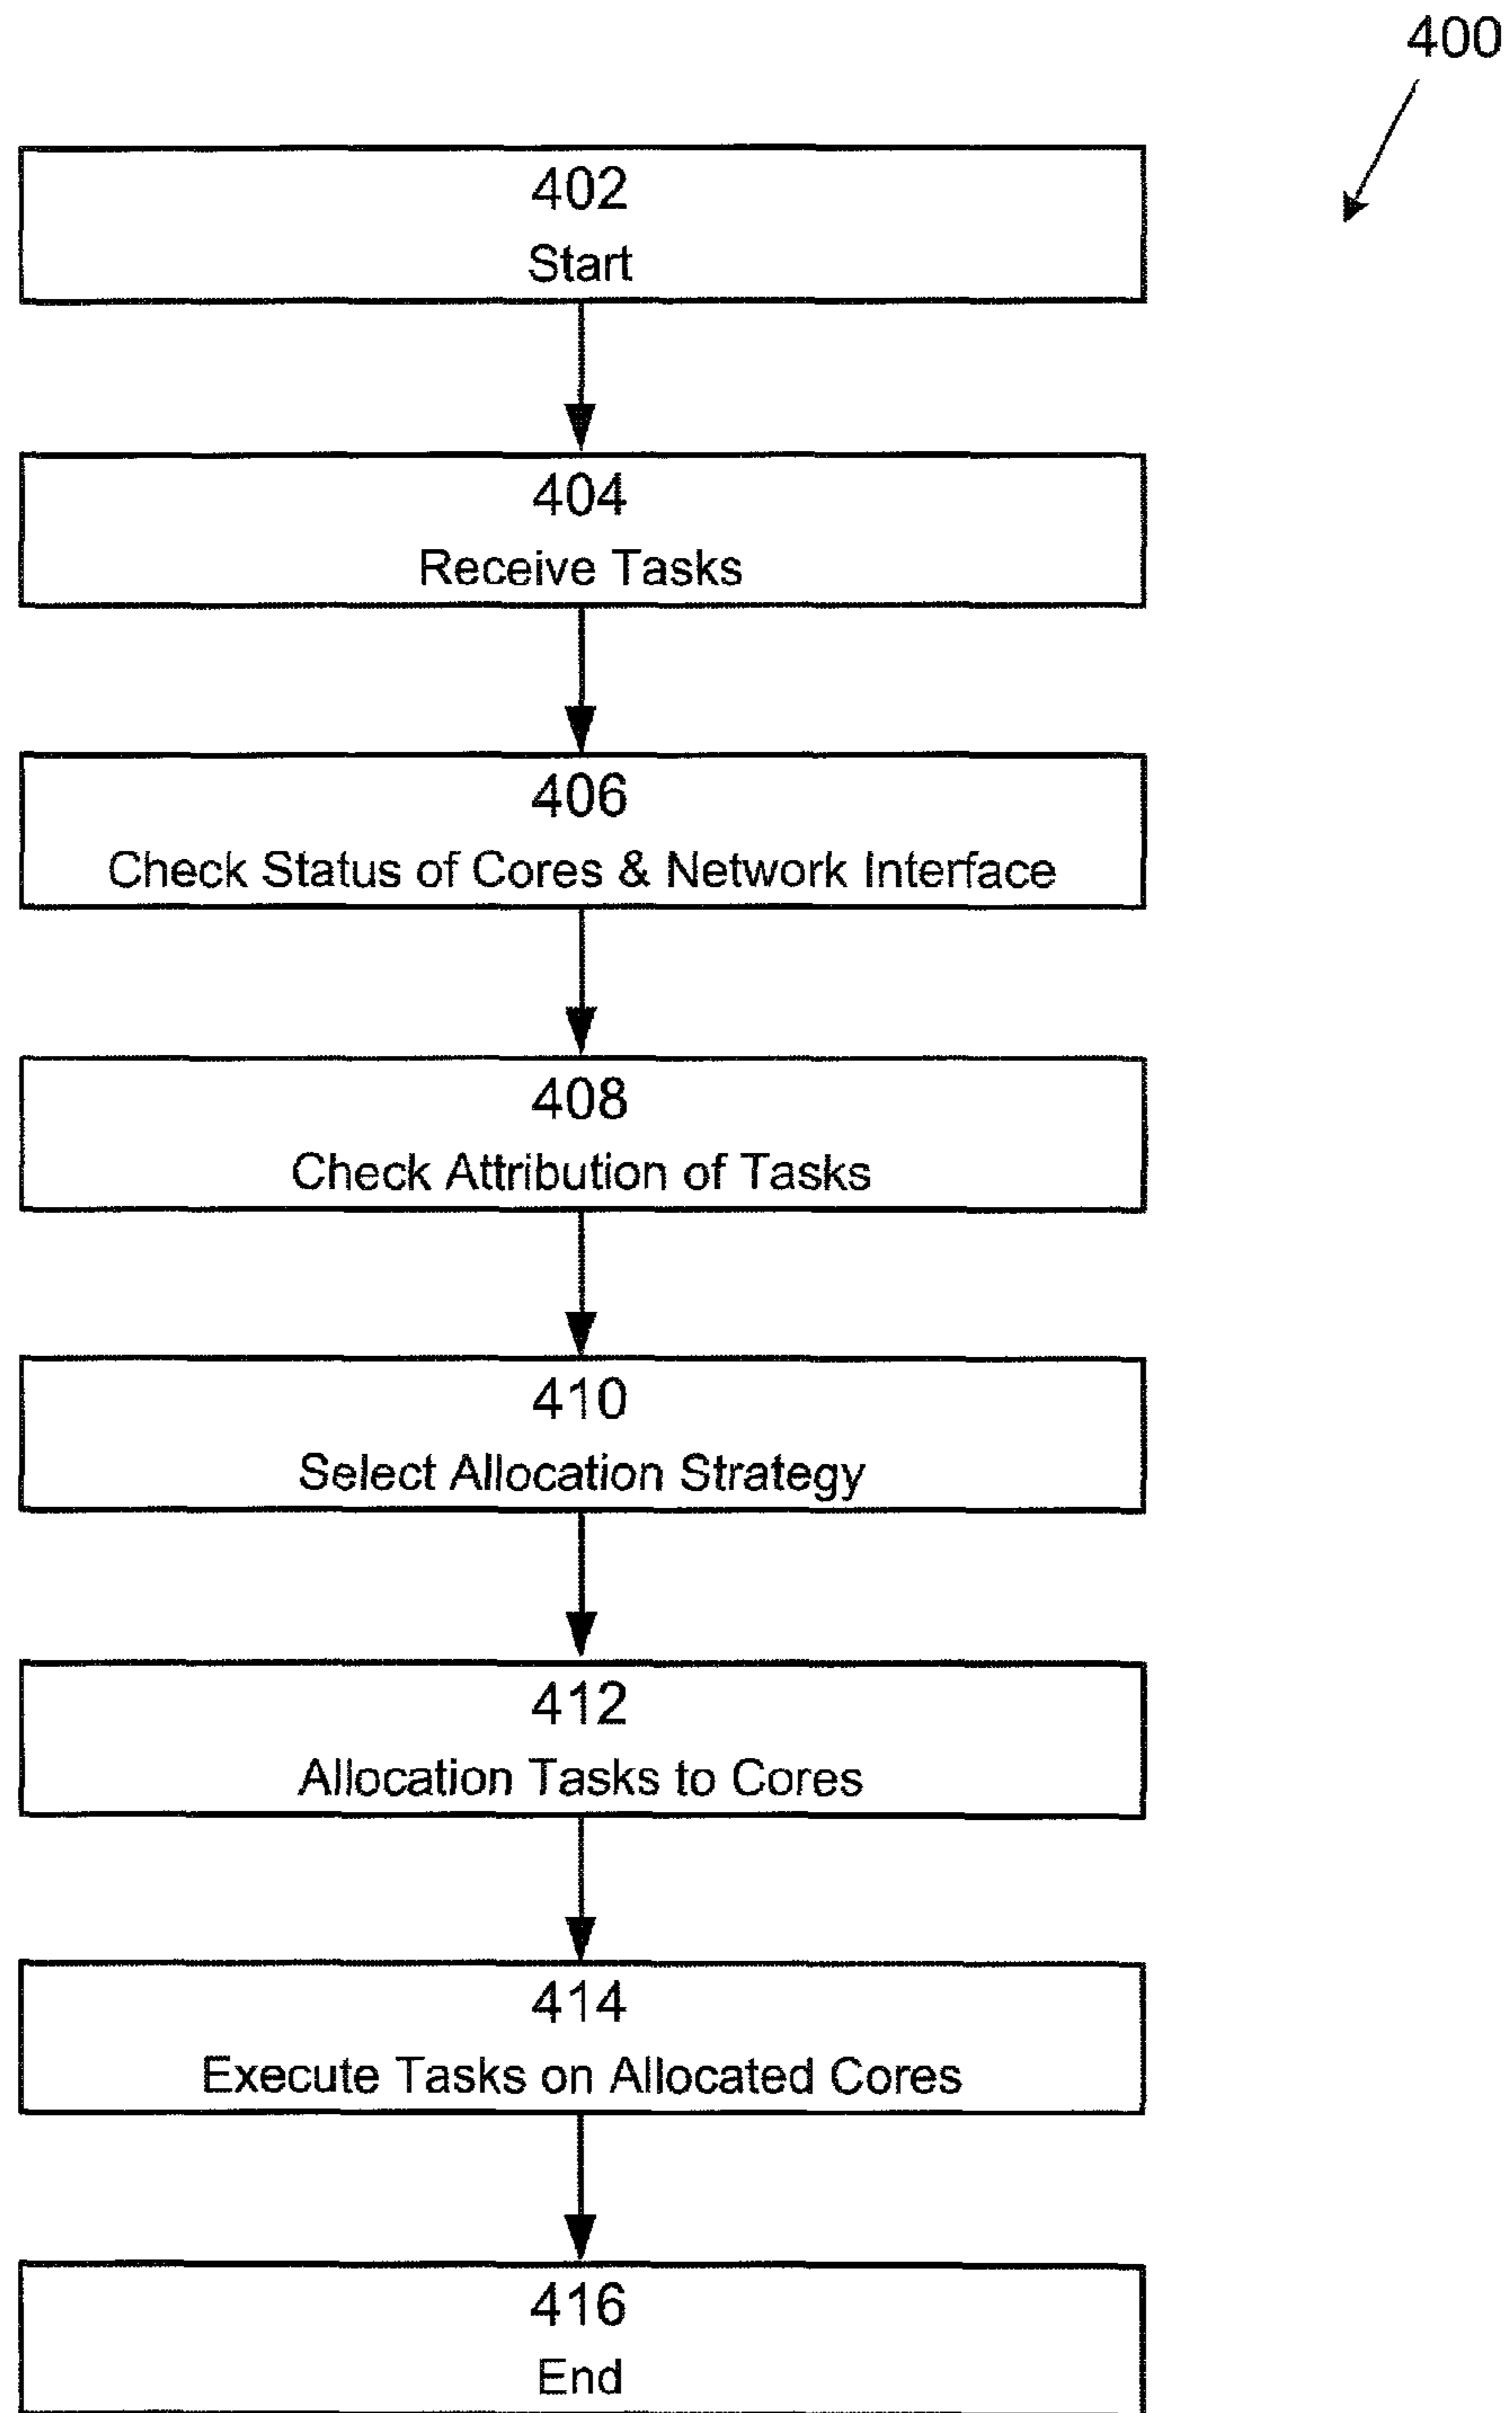 400
402
Start
404
Receive Tasks
406
Check Status of Cores & Network Interface
408
Check Attribution of Tasks
410
Select Allocation Strategy
412
Allocation Tasks to Cores
414
Execute Tasks on Allocated Cores
416
End